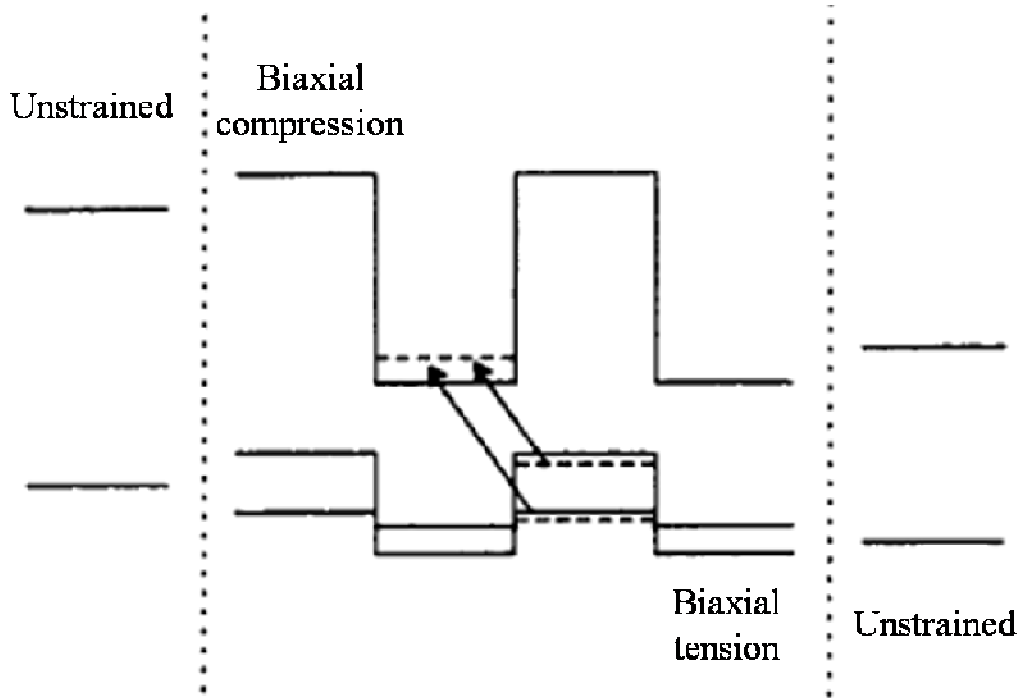 Unstrained
Biaxial
compression
Biaxial
tension
Unstrained